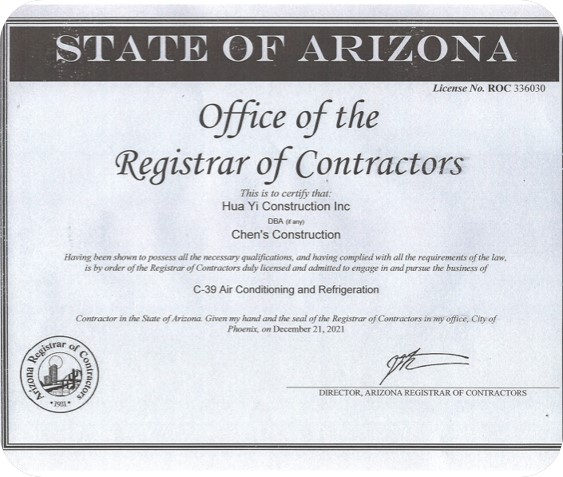 STATE OF ARIZONA
License No. ROC 336030
Office of the
Registrar of Contractors
This is to certify that:
Hua Yi Construction Inc
DBA (if any)
Chen's Construction
Having been shown to possess all the necessary qualifications, and having complied with all the requirements of the law,
is by order of the Registrar of Contractors duly licensed and admitted to engage in and pursue the business of
C-39 Air Conditioning and Refrigeration
Contractor in the State of Arizona. Given my hand and the seal of the Registrar of Contractors in my office, City of
Phoenix, on December 21, 2021
Arizona Registrar of Contractors
DIRECTOR, ARIZONA REGISTRAR OF CONTRACTORS